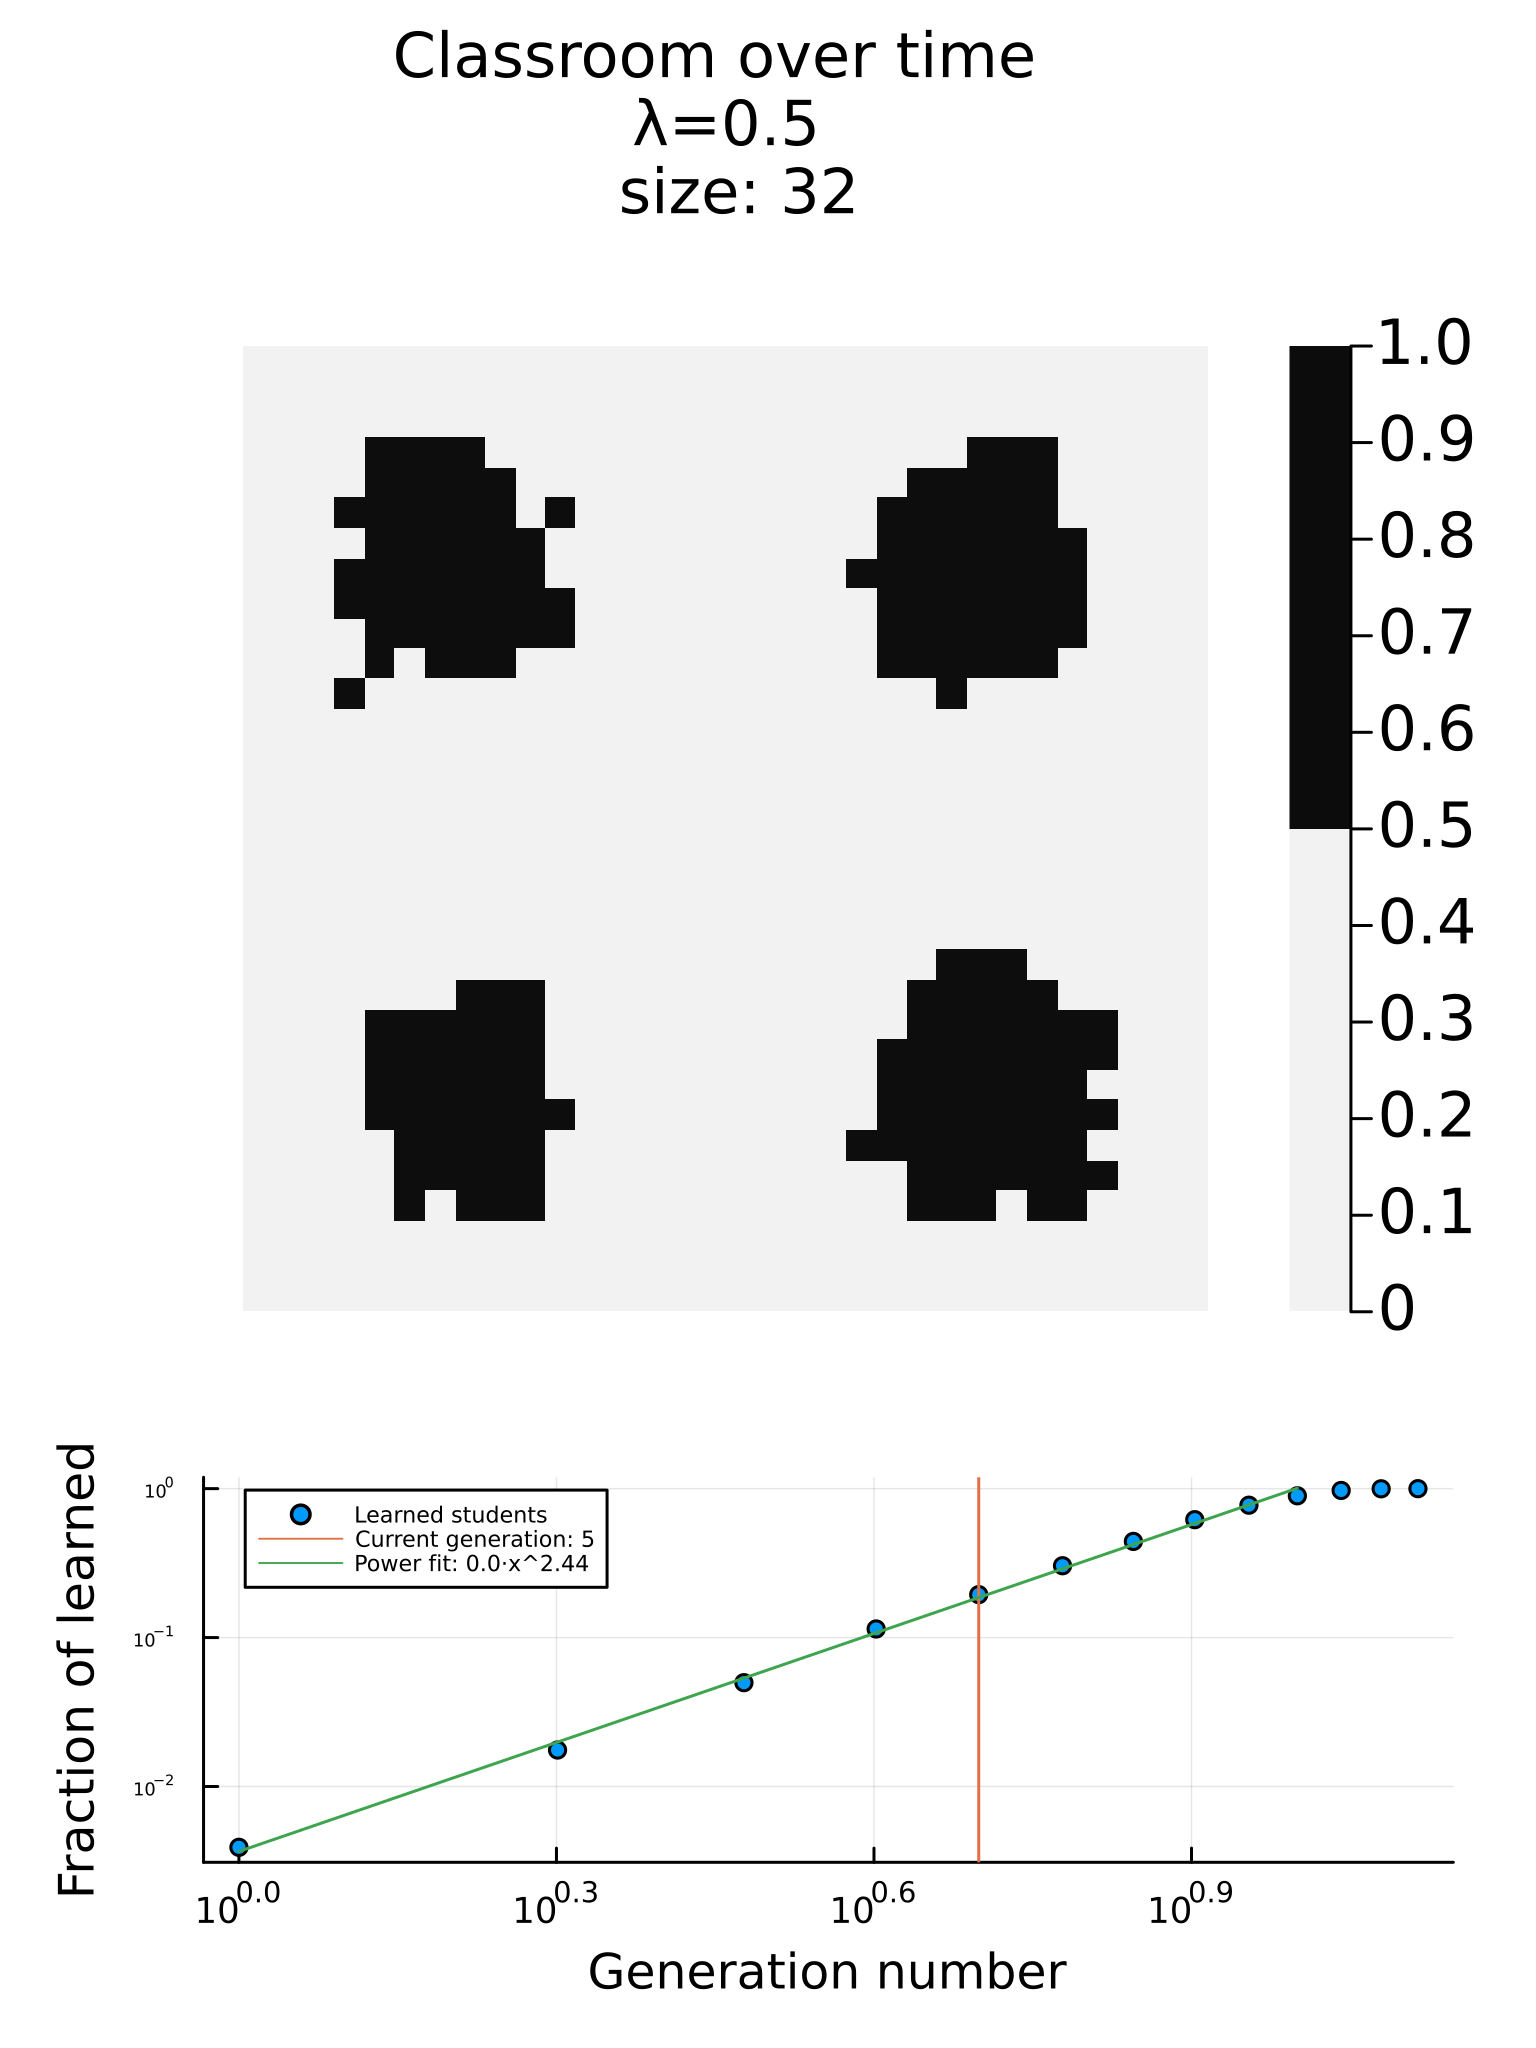 Classroom over time
λ=0.5
size: 32
1.0
0.9
0.8
0.7
0.6
0.5
0.4
0.3
0.2
0.1
0
Fraction of learned
10⁰
10⁻¹
10⁻²
Learned students
Current generation: 5
Power fit: 0.0·x^2.44
10^0.0 10^0.3 10^0.6 10^0.9
Generation number